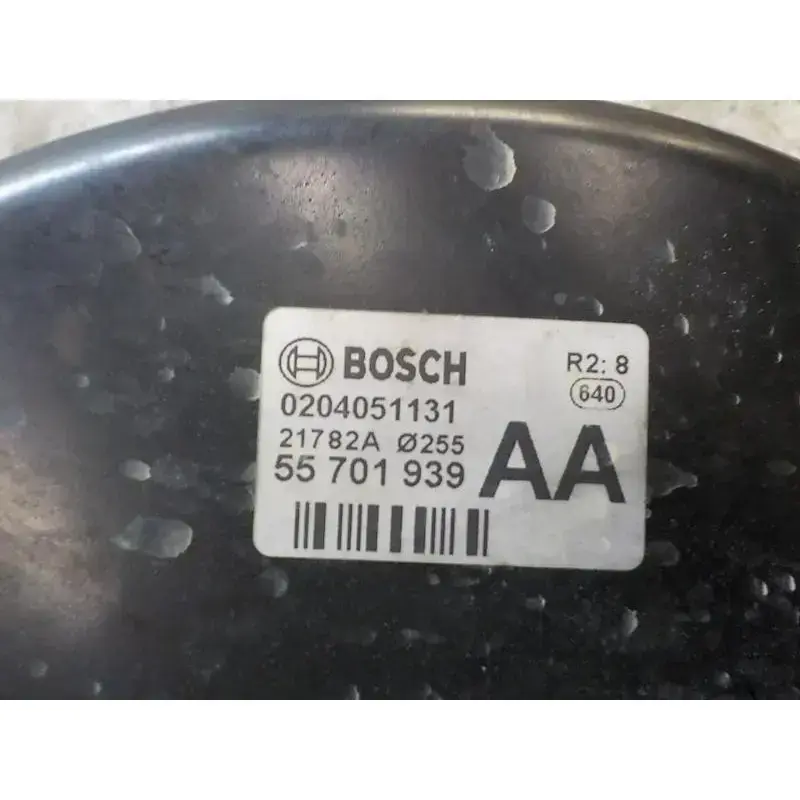 BOSCH R2: 8
0204051131 640
21782A Ø255
55 701 939 AA